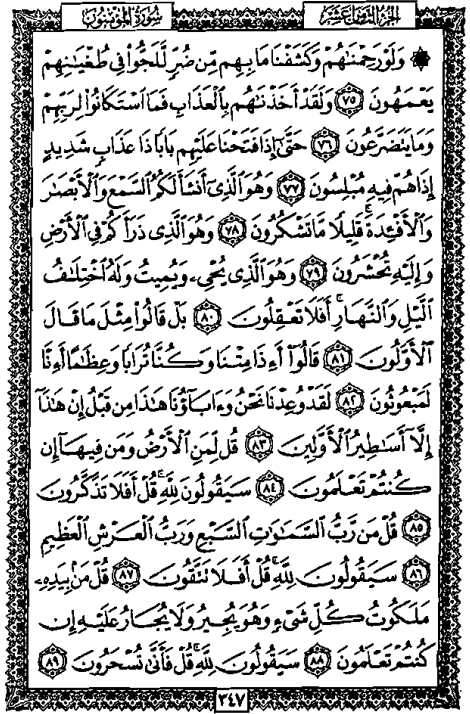 الجزء الثامن عشر
سورة المؤمنون
۞ وَلَوْ رَحِمْنَٰهُمْ وَكَشَفْنَا مَا بِهِم مِّن ضُرٍّ لَّلَجُّوا۟ فِى طُغْيَٰنِهِمْ
يَعْمَهُونَ ٧٥ وَلَقَدْ أَخَذْنَٰهُم بِٱلْعَذَابِ فَمَا ٱسْتَكَانُوا۟ لِرَبِّهِمْ
وَمَا يَتَضَرَّعُونَ ٧٦ حَتَّىٰٓ إِذَا فَتَحْنَا عَلَيْهِم بَابًا ذَا عَذَابٍ شَدِيدٍ
إِذَا هُمْ فِيهِ مُبْلِسُونَ ٧٧ وَهُوَ ٱلَّذِىٓ أَنشَأَ لَكُمُ ٱلسَّمْعَ وَٱلْأَبْصَٰرَ
وَٱلْأَفْـِٔدَةَ ۚ قَلِيلًا مَّا تَشْكُرُونَ ٧٨ وَهُوَ ٱلَّذِى ذَرَأَكُمْ فِى ٱلْأَرْضِ
وَإِلَيْهِ تُحْشَرُونَ ٧٩ وَهُوَ ٱلَّذِى يُحْىِۦ وَيُمِيتُ وَلَهُ ٱخْتِلَٰفُ
ٱلَّيْلِ وَٱلنَّهَارِ ۚ أَفَلَا تَعْقِلُونَ ٨٠ بَلْ قَالُوا۟ مِثْلَ مَا قَالَ
ٱلْأَوَّلُونَ ٨١ قَالُوٓا۟ أَءِذَا مِتْنَا وَكُنَّا تُرَابًا وَعِظَٰمًا أَءِنَّا
لَمَبْعُوثُونَ ٨٢ لَقَدْ وُعِدْنَا نَحْنُ وَءَابَآؤُنَا هَٰذَا مِن قَبْلُ إِنْ هَٰذَآ
إِلَّآ أَسَٰطِيرُ ٱلْأَوَّلِينَ ٨٣ قُل لِّمَنِ ٱلْأَرْضُ وَمَن فِيهَآ إِن
كُنتُمْ تَعْلَمُونَ ٨٤ سَيَقُولُونَ لِلَّهِ ۚ قُلْ أَفَلَا تَذَكَّرُونَ
٨٥ قُلْ مَن رَّبُّ ٱلسَّمَٰوَٰتِ ٱلسَّبْعِ وَرَبُّ ٱلْعَرْشِ ٱلْعَظِيمِ
٨٦ سَيَقُولُونَ لِلَّهِ ۚ قُلْ أَفَلَا تَتَّقُونَ ٨٧ قُلْ مَنۢ بِيَدِهِۦ
مَلَكُوتُ كُلِّ شَىْءٍ وَهُوَ يُجِيرُ وَلَا يُجَارُ عَلَيْهِ إِن
كُنتُمْ تَعْلَمُونَ ٨٨ سَيَقُولُونَ لِلَّهِ ۚ قُلْ فَأَنَّىٰ تُسْحَرُونَ ٨٩
٣٤٧